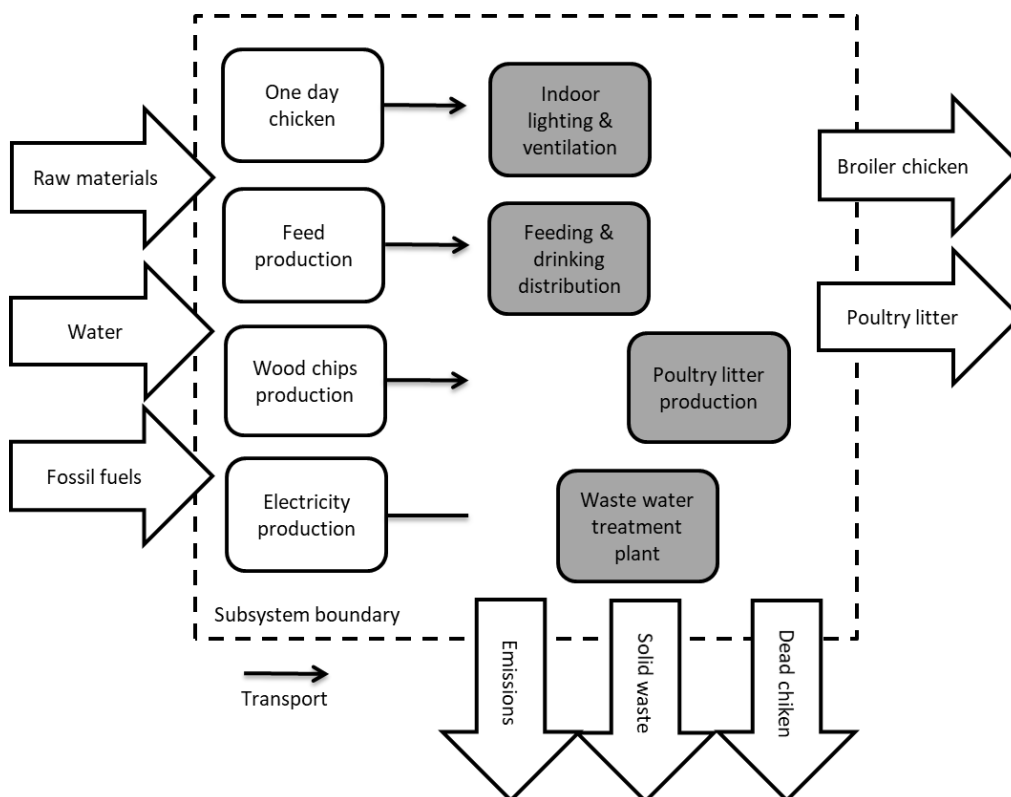 Raw materials
Water
Fossil fuels
One day
chicken
Feed
production
Wood chips
production
Electricity
production
Indoor
lighting &
ventilation
Feeding &
drinking
distribution
Poultry litter
production
Waste water
treatment
plant
Broiler chicken
Poultry litter
Subsystem boundary
Transport
Emissions
Solid waste
Dead chiken